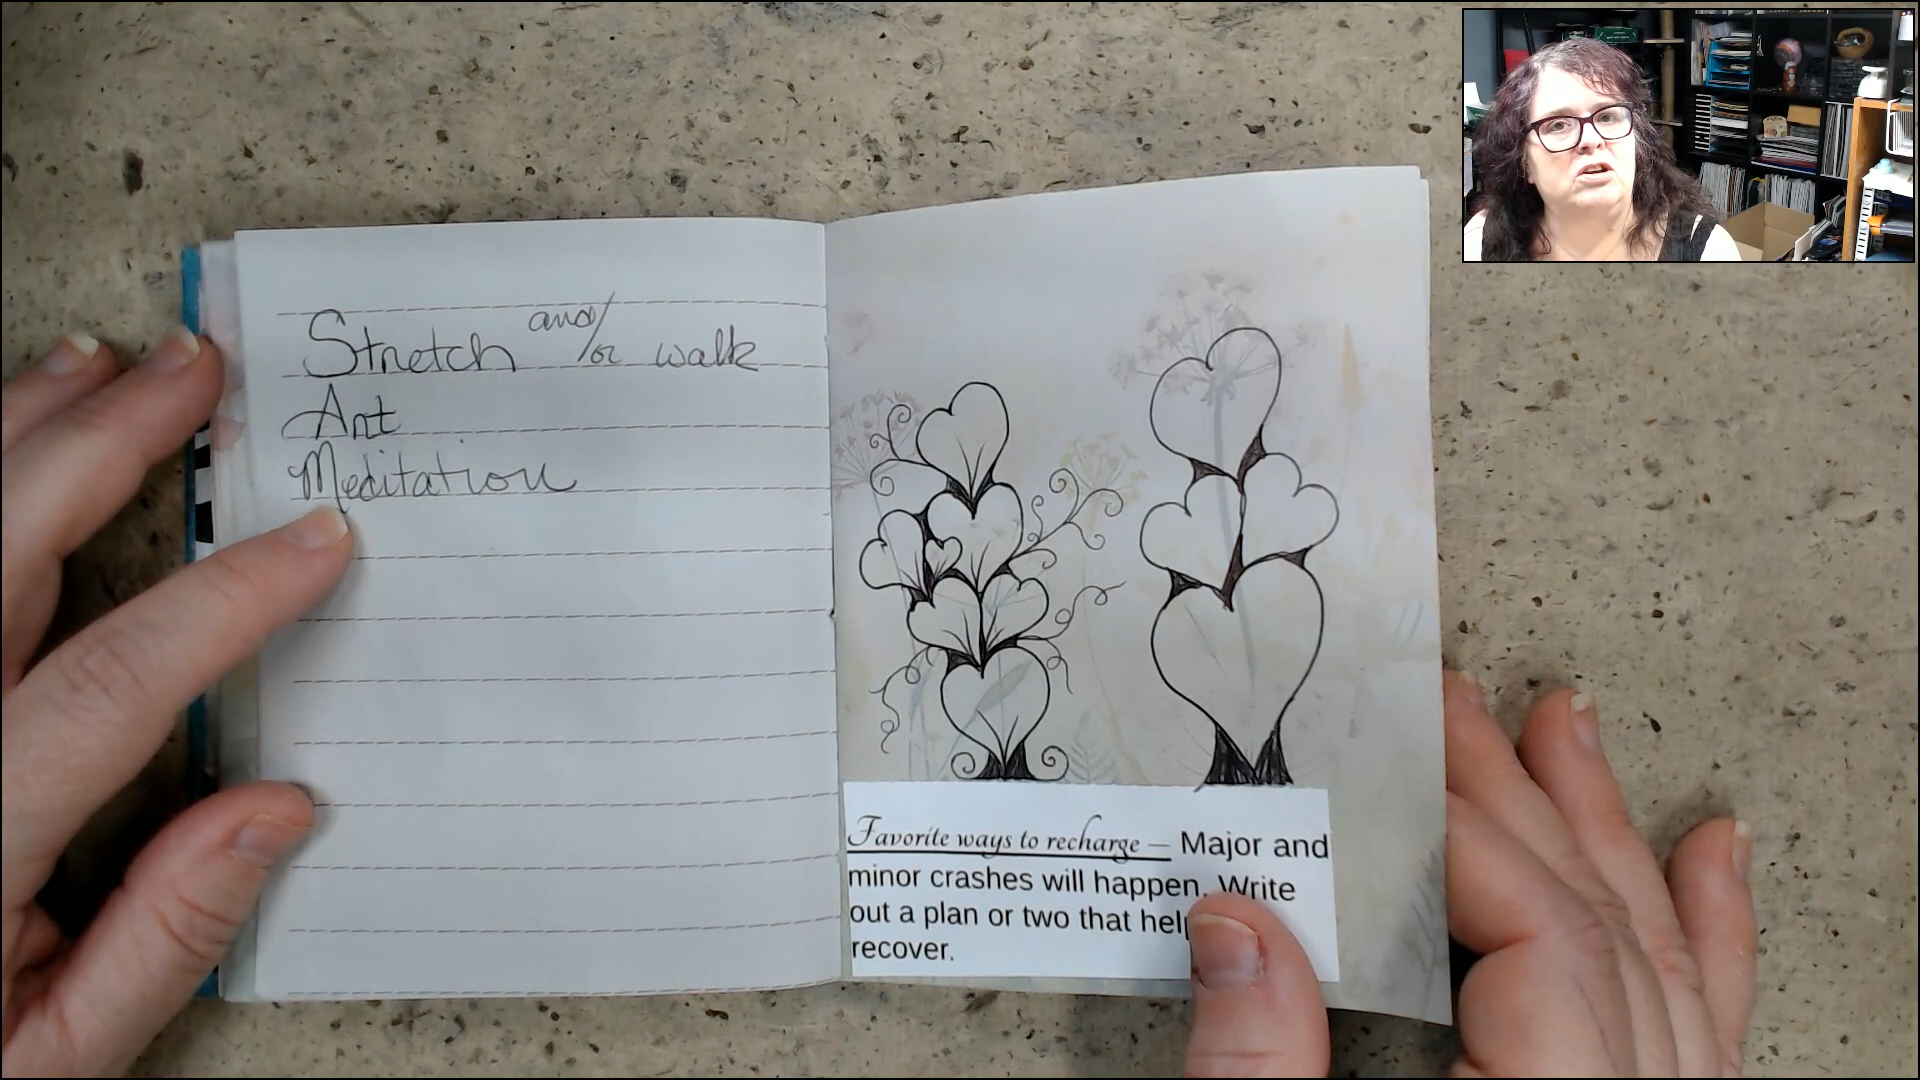 Stretch and/or walk
Art
Meditation
Favorite ways to recharge — Major and
minor crashes will happen. Write
out a plan or two that help
recover.